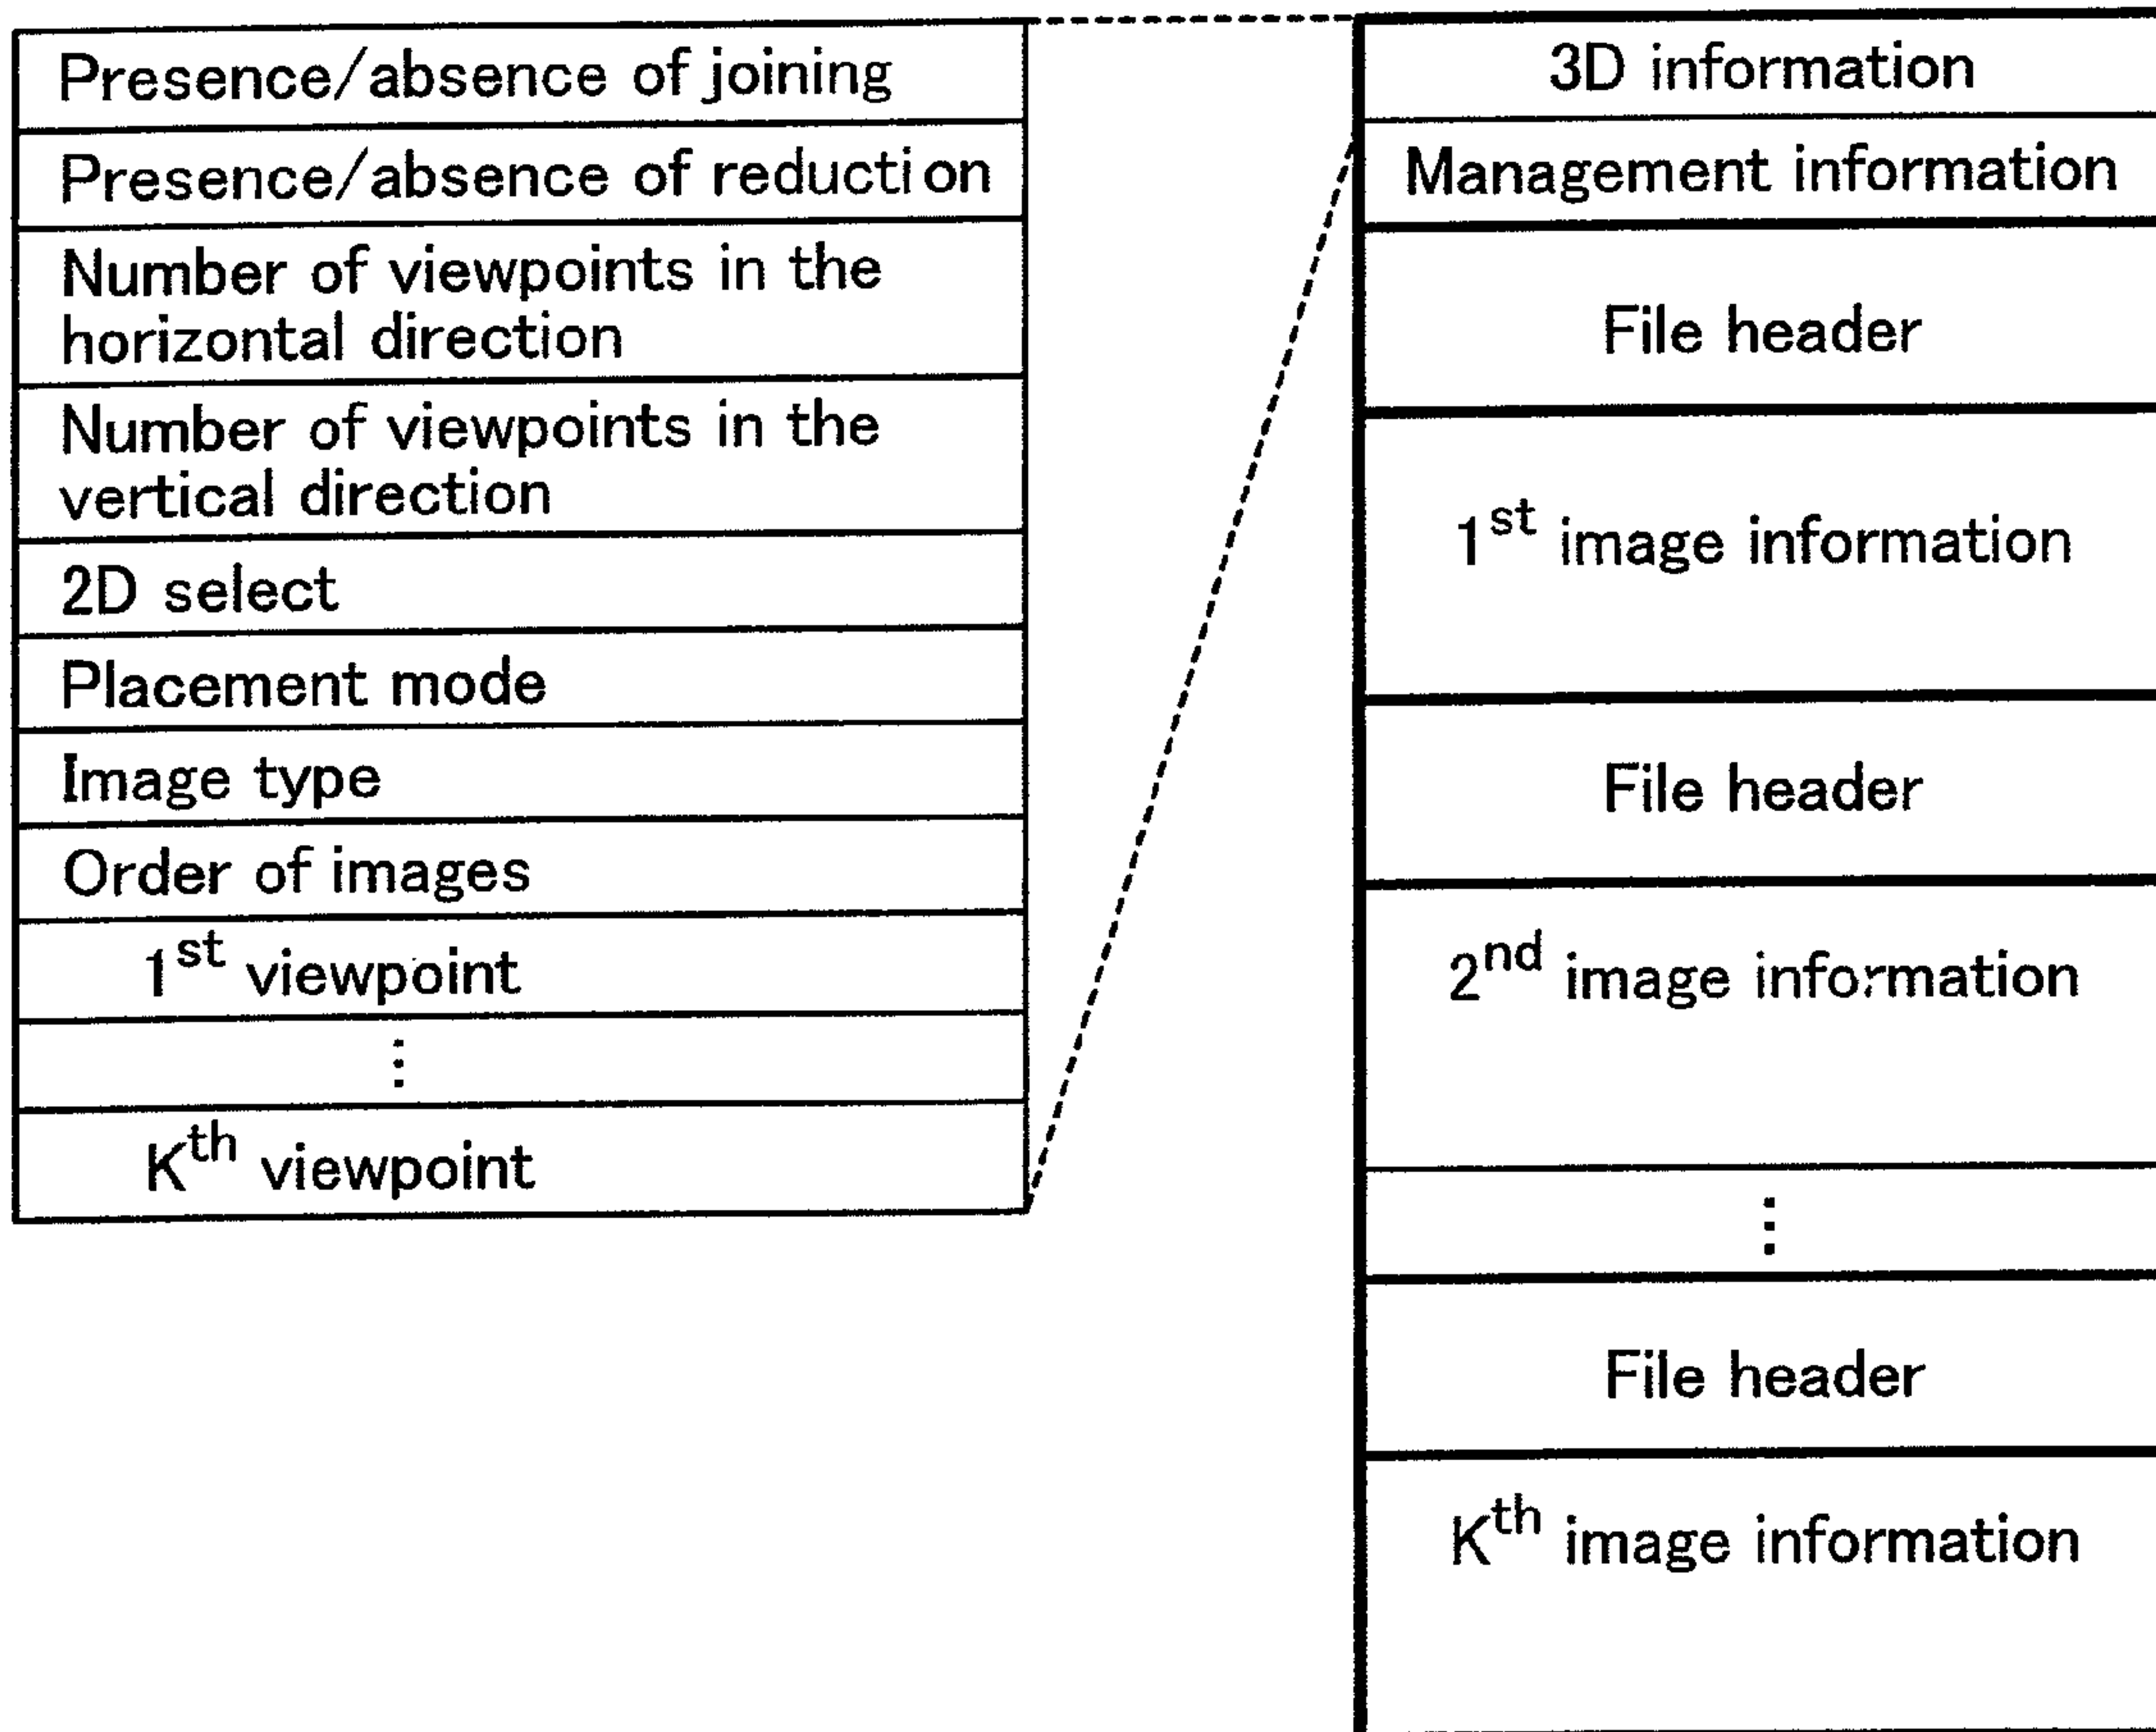 Presence/absence of joining
Presence/absence of reduction
Number of viewpoints in the
horizontal direction
Number of viewpoints in the
vertical direction
2D select
Placement mode
Image type
Order of images
1st viewpoint
⋮
Kth viewpoint
3D information
Management information
File header
1st image information
File header
2nd image information
⋮
File header
Kth image information